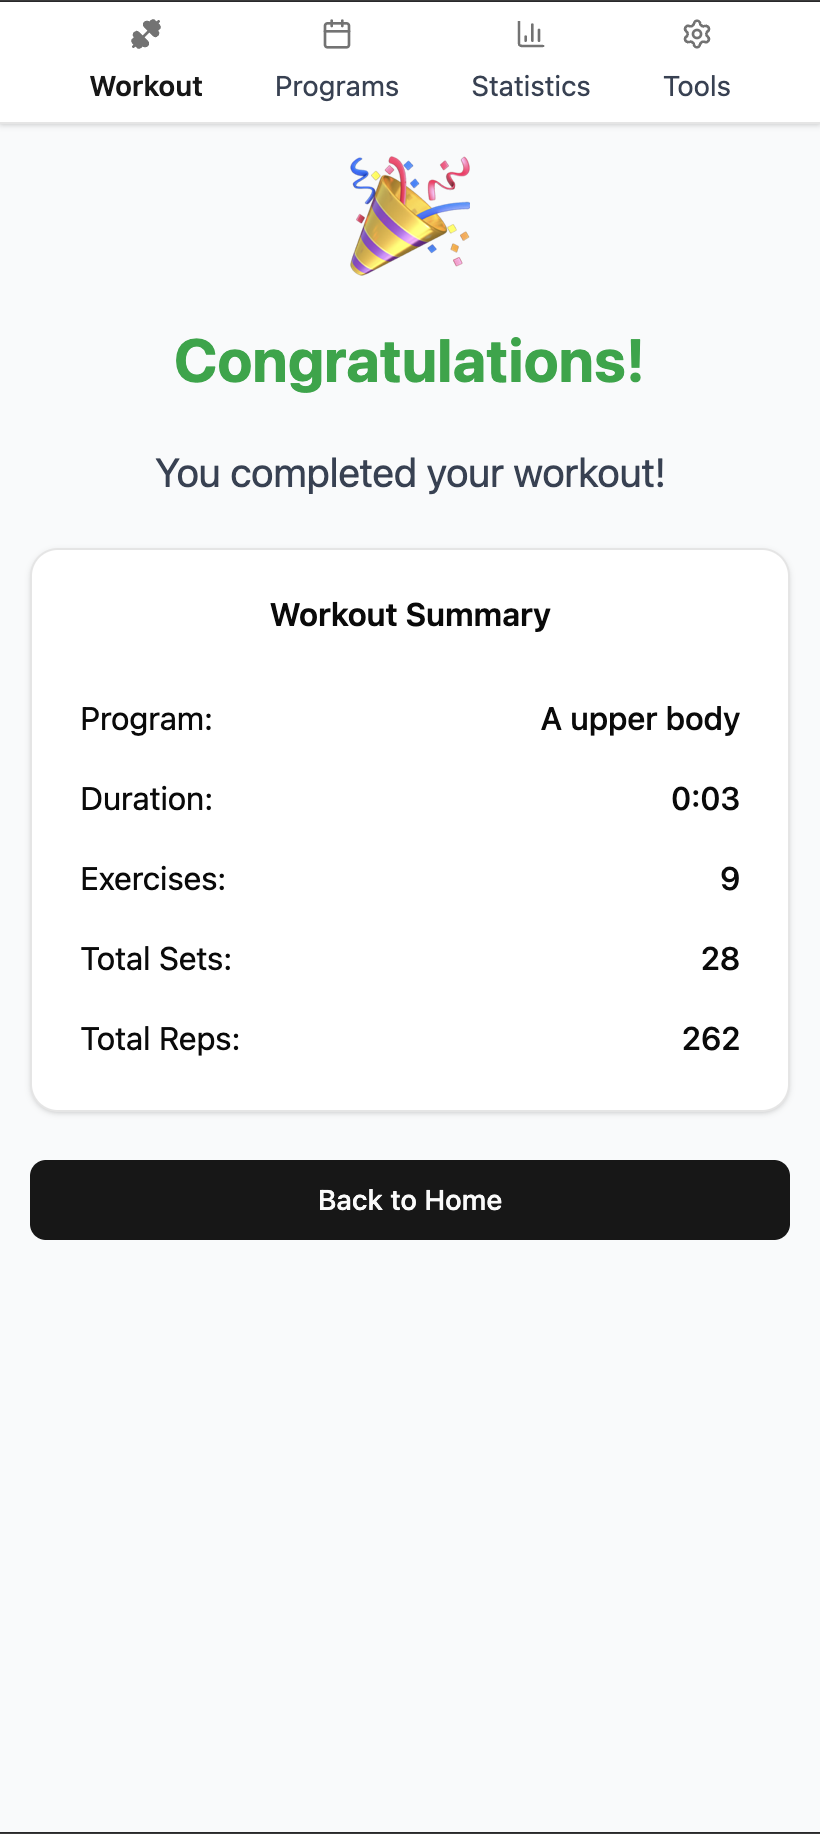 Workout Programs Statistics Tools
Congratulations!
You completed your workout!
Workout Summary
Program: A upper body
Duration: 0:03
Exercises: 9
Total Sets: 28
Total Reps: 262
Back to Home